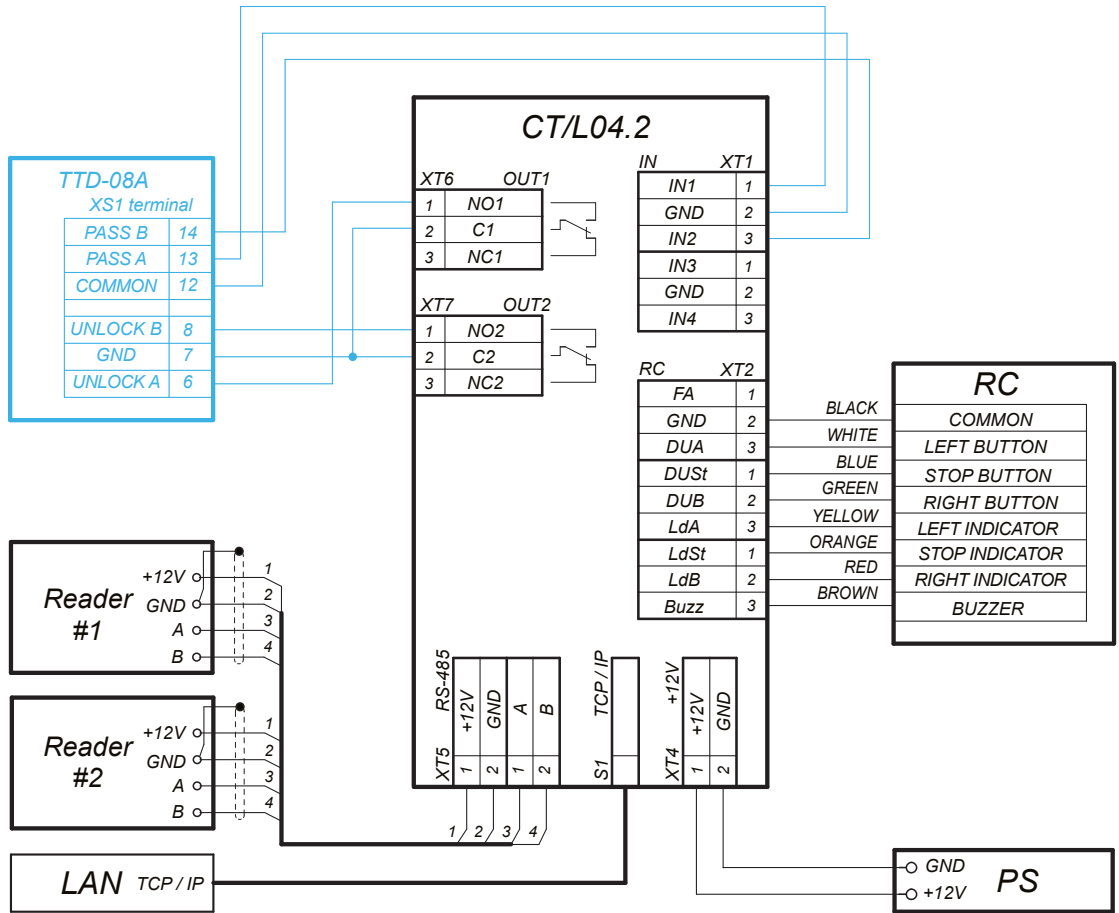 CT/L04.2
TTD-08A
XS1 terminal
PASS B 14
PASS A 13
COMMON 12
UNLOCK B 8
GND 7
UNLOCK A 6
XT6 OUT1
1 NO1
2 C1
3 NC1
XT7 OUT2
1 NO2
2 C2
3 NC2
IN XT1
IN1 1
GND 2
IN2 3
IN3 1
GND 2
IN4 3
RC XT2
FA 1
GND 2
DUA 3
DUSt 1
DUB 2
LdA 3
LdSt 1
LdB 2
Buzz 3
BLACK
WHITE
BLUE
GREEN
YELLOW
ORANGE
RED
BROWN
RC
COMMON
LEFT BUTTON
STOP BUTTON
RIGHT BUTTON
LEFT INDICATOR
STOP INDICATOR
RIGHT INDICATOR
BUZZER
Reader
#1
+12V 1
GND 2
A 3
B 4
Reader
#2
+12V 1
GND 2
A 3
B 4
XT5 RS-485
1 +12V
2 GND
1 A
2 B
S1 TCP / IP
XT4 +12V
1 +12V
2 GND
1 2 3 4
LAN TCP / IP
GND
+12V
PS